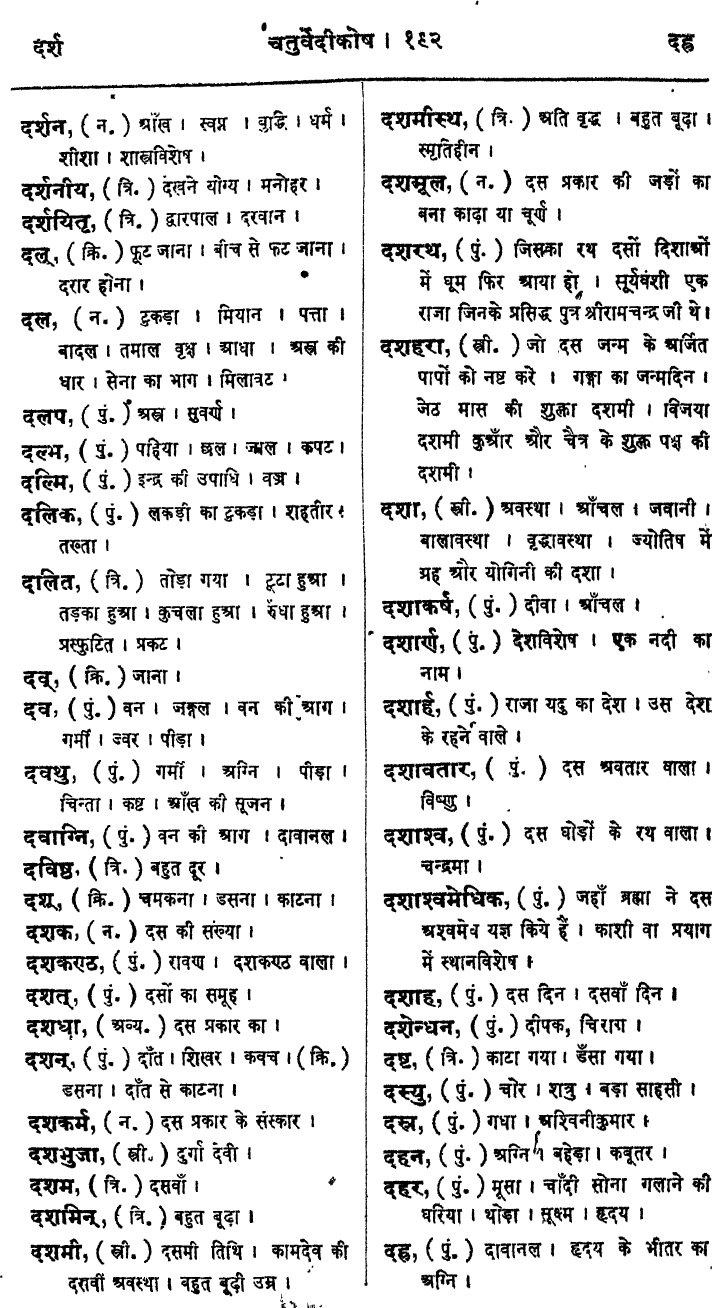 दर्श
चतुर्वेदीकोष । १९२
दह्र
दर्शन, ( न. ) आँख । स्वप्न । बुद्धि । धर्म ।
शीशा । शास्त्रविशेष ।
दर्शनीय, ( त्रि. ) देखने योग्य । मनोहर ।
दर्शयितृ, ( त्रि. ) द्वारपाल । दरवान ।
दल्, ( क्रि. ) फूट जाना । बीच से फट जाना ।
दरार होना ।
दल, ( न. ) टुकड़ा । मियान । पत्ता ।
बादल । तमाल वृक्ष । आधा । अस्त्र की
धार । सेना का भाग । मिलावट ।
दलप, ( पुं. ) अस्त्र । सुवर्ण ।
दल्भ, ( पुं. ) पहिया । छल । जाल । कपट ।
दल्मि, ( पुं. ) इन्द्र की उपाधि । वज्र ।
दलिक, ( पुं. ) लकड़ी का टुकड़ा । शहतीर ।
तख्ता ।
दलित, ( त्रि. ) तोड़ा गया । टूटा हुआ ।
तड़का हुआ । कुचला हुआ । रुंधा हुआ ।
प्रस्फुटित । प्रकट ।
दव्, ( क्रि. ) जाना ।
दव, ( पुं. ) वन । जङ्गल । वन की आग ।
गर्मी । ज्वर । पीड़ा ।
दवथु, ( पुं. ) गर्मी । अग्नि । पीड़ा ।
चिन्ता । कष्ट । आँख की सूजन ।
दवाग्नि, ( पुं. ) वन की आग । दावानल ।
दविष्ठ, ( त्रि. ) बहुत दूर ।
दश्, ( क्रि. ) चमकना । डसना । काटना ।
दशक, ( न. ) दस की संख्या ।
दशकण्ठ, ( पुं. ) रावण । दशकण्ठ वाला ।
दशत्, ( पुं. ) दसों का समूह ।
दशधा, ( अव्य. ) दस प्रकार का ।
दशन्, ( पुं. ) दाँत । शिखर । कवच । ( क्रि. )
डसना । दाँत से काटना ।
दशकर्म, ( न. ) दस प्रकार के संस्कार ।
दशभुजा, ( स्त्री. ) दुर्गा देवी ।
दशम, ( त्रि. ) दसवाँ ।
दशमिन्, ( त्रि. ) बहुत बूढ़ा ।
दशमी, ( स्त्री. ) दसमी तिथि । कामदेव की
दसवीं अवस्था । बहुत बूढ़ी उम्र ।
दशमीस्थ, ( त्रि. ) अति वृद्ध । बहुत बूढ़ा ।
स्मृतिहीन ।
दशमूल, ( न. ) दस प्रकार की जड़ों का
बना काढ़ा या चूर्ण ।
दशरथ, ( पुं. ) जिसका रथ दसों दिशाओं
में घूम फिर आया हो । सूर्यवंशी एक
राजा जिनके प्रसिद्ध पुत्र श्रीरामचन्द्र जी थे ।
दशहरा, ( स्त्री. ) जो दस जन्म के अर्जित
पापों को नष्ट करे । गङ्गा का जन्मदिन ।
जेठ मास की शुक्ला दशमी । विजया
दशमी कुआँर और चैत्र के शुक्ल पक्ष की
दशमी ।
दशा, ( स्त्री. ) अवस्था । आँचल । जवानी ।
बालावस्था । वृद्धावस्था । ज्योतिष में
ग्रह और योगिनी की दशा ।
दशाकर्ष, ( पुं. ) दीवा । आँचल ।
दशार्ण, ( पुं. ) देशविशेष । एक नदी का
नाम ।
दशार्ह, ( पुं. ) राजा यदु का देश । उस देश
के रहने वाले ।
दशावतार, ( पुं. ) दस अवतार वाला ।
विष्णु ।
दशाश्व, ( पुं. ) दस घोड़ों के रथ वाला ।
चन्द्रमा ।
दशाश्वमेधिक, ( पुं. ) जहाँ ब्रह्मा ने दस
अश्वमेध यज्ञ किये हैं । काशी वा प्रयाग
में स्थानविशेष ।
दशाह, ( पुं. ) दस दिन । दसवाँ दिन ।
दशेन्धन, ( पुं. ) दीपक, चिराग ।
दष्ट, ( त्रि. ) काटा गया । डँसा गया ।
दस्यु, ( पुं. ) चोर । शत्रु । बड़ा साहसी ।
दस्र, ( पुं. ) गधा । अश्विनीकुमार ।
दहन, ( पुं. ) अग्नि । बहेड़ा । कबूतर ।
दहर, ( पुं. ) मूसा । चाँदी सोना गलाने की
घरिया । थोड़ा । सूक्ष्म । हृदय ।
दह्र, ( पुं. ) दावानल । हृदय के भीतर का
अग्नि ।